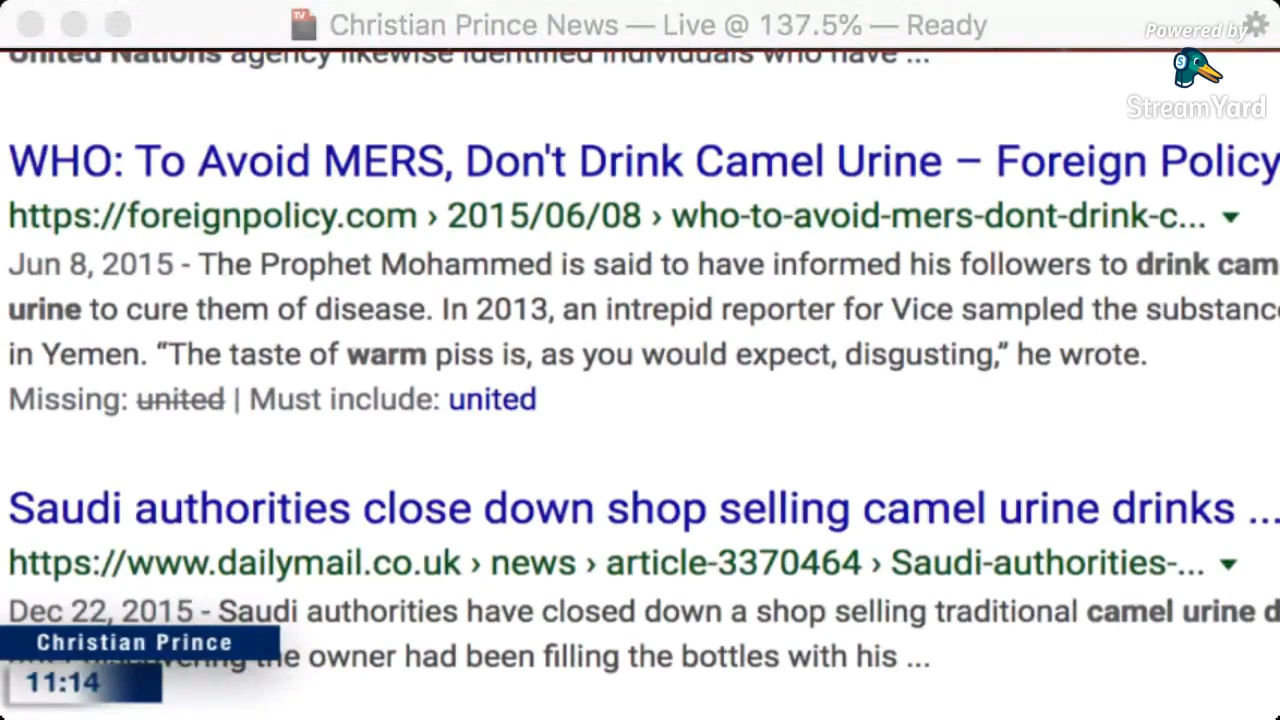 Christian Prince News — Live @ 137.5% — Ready
Powered by
StreamYard
United Nations agency likewise identified individuals who have ...
WHO: To Avoid MERS, Don't Drink Camel Urine – Foreign Policy
https://foreignpolicy.com › 2015/06/08 › who-to-avoid-mers-dont-drink-c...
Jun 8, 2015 - The Prophet Mohammed is said to have informed his followers to drink cam
urine to cure them of disease. In 2013, an intrepid reporter for Vice sampled the substance
in Yemen. “The taste of warm piss is, as you would expect, disgusting,” he wrote.
Missing: united | Must include: united
Saudi authorities close down shop selling camel urine drinks ...
https://www.dailymail.co.uk › news › article-3370464 › Saudi-authorities-...
Dec 22, 2015 - Saudi authorities have closed down a shop selling traditional camel urine d
the owner had been filling the bottles with his ...
Christian Prince
11:14